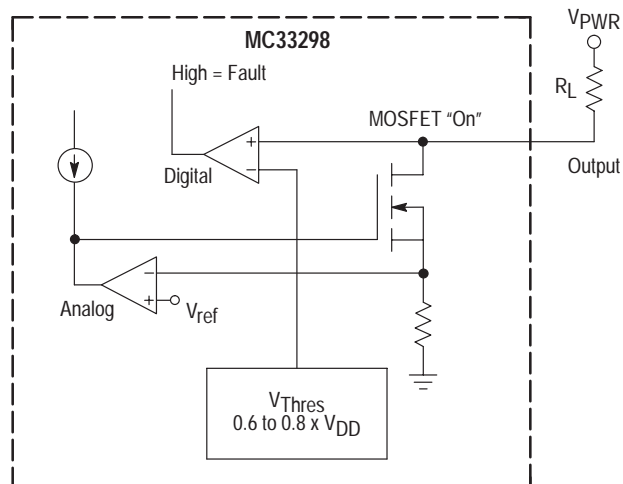 MC33298
VPWR
High = Fault
RL
MOSFET “On”
+
−
Digital
Output
−
+
Analog
Vref
VThres
0.6 to 0.8 x VDD